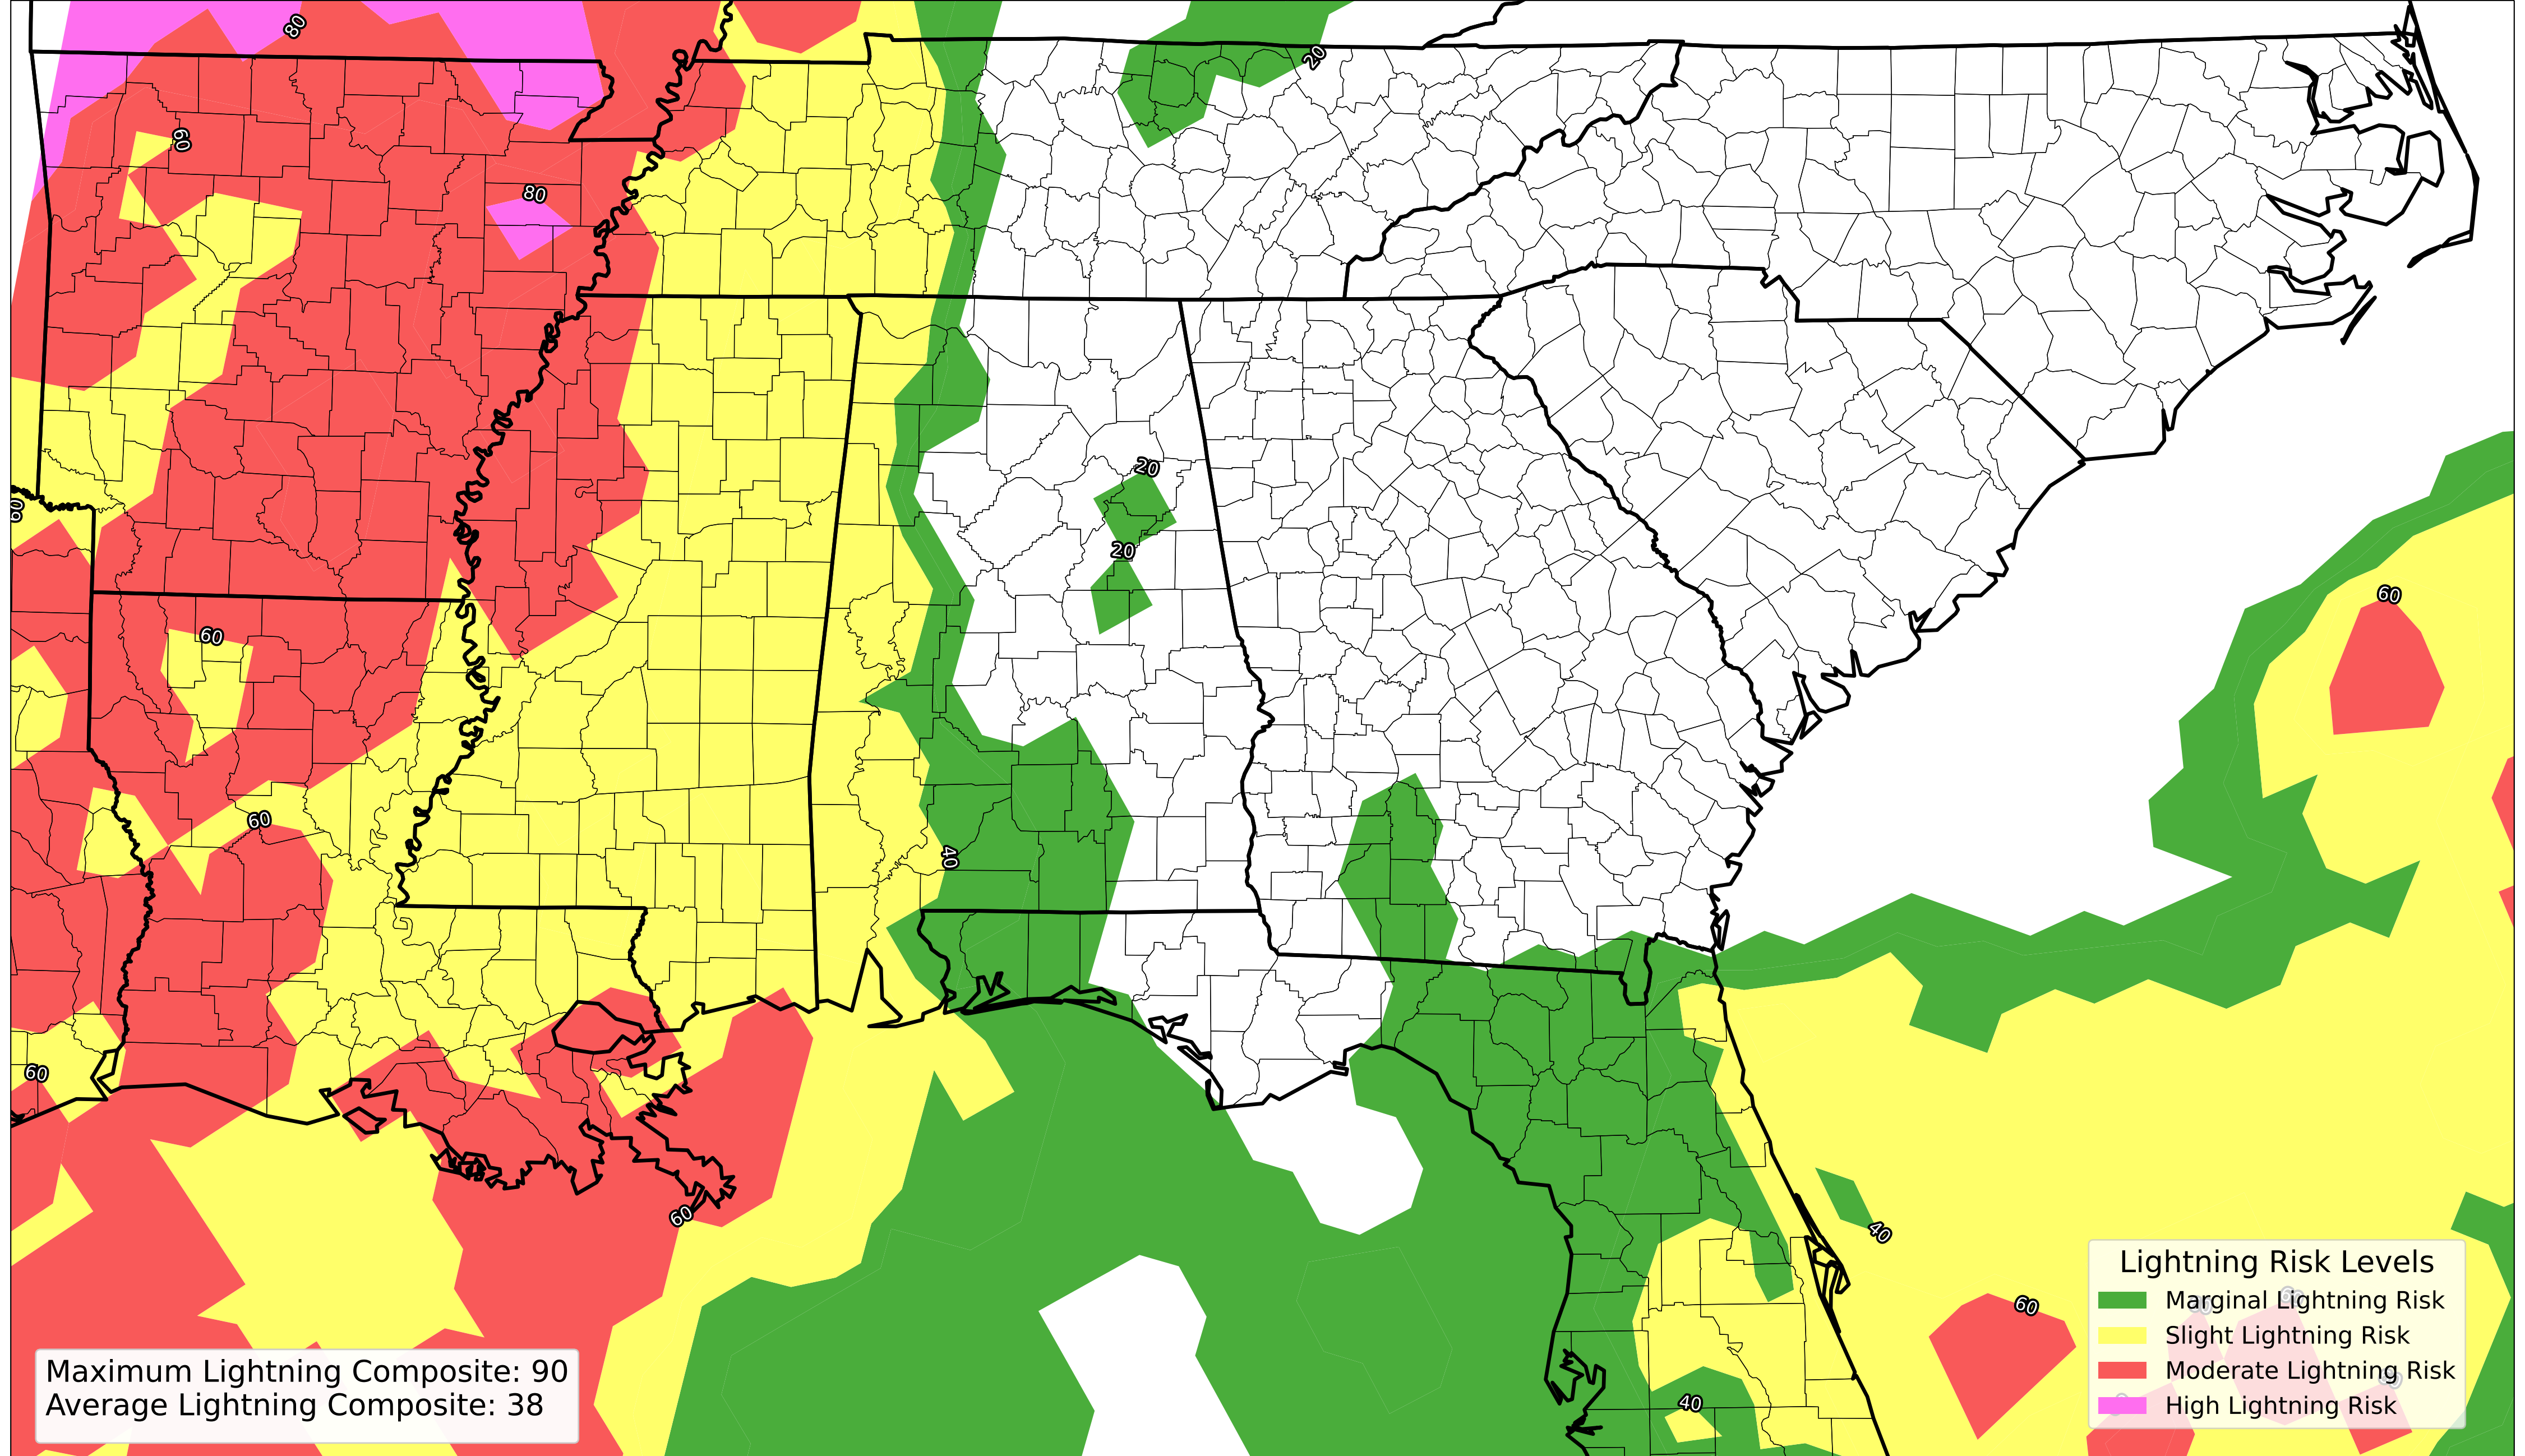 80
20
60
80
20
60
20
60
60
60
40
60
60
40
60
40
Lightning Risk Levels
Marginal Lightning Risk
Slight Lightning Risk
Moderate Lightning Risk
High Lightning Risk
Maximum Lightning Composite: 90
Average Lightning Composite: 38